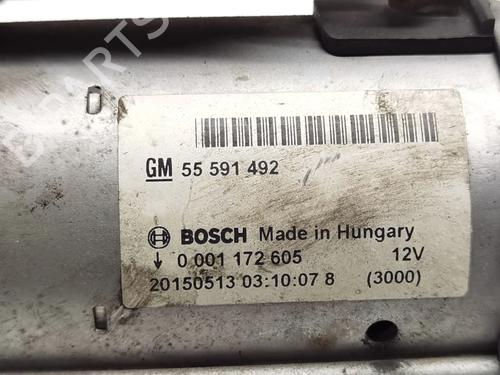 B-PARTS
GM 55 591 492
BOSCH Made in Hungary
↓ 0 001 172 605 12V
20150513 03:10:07 8 (3000)